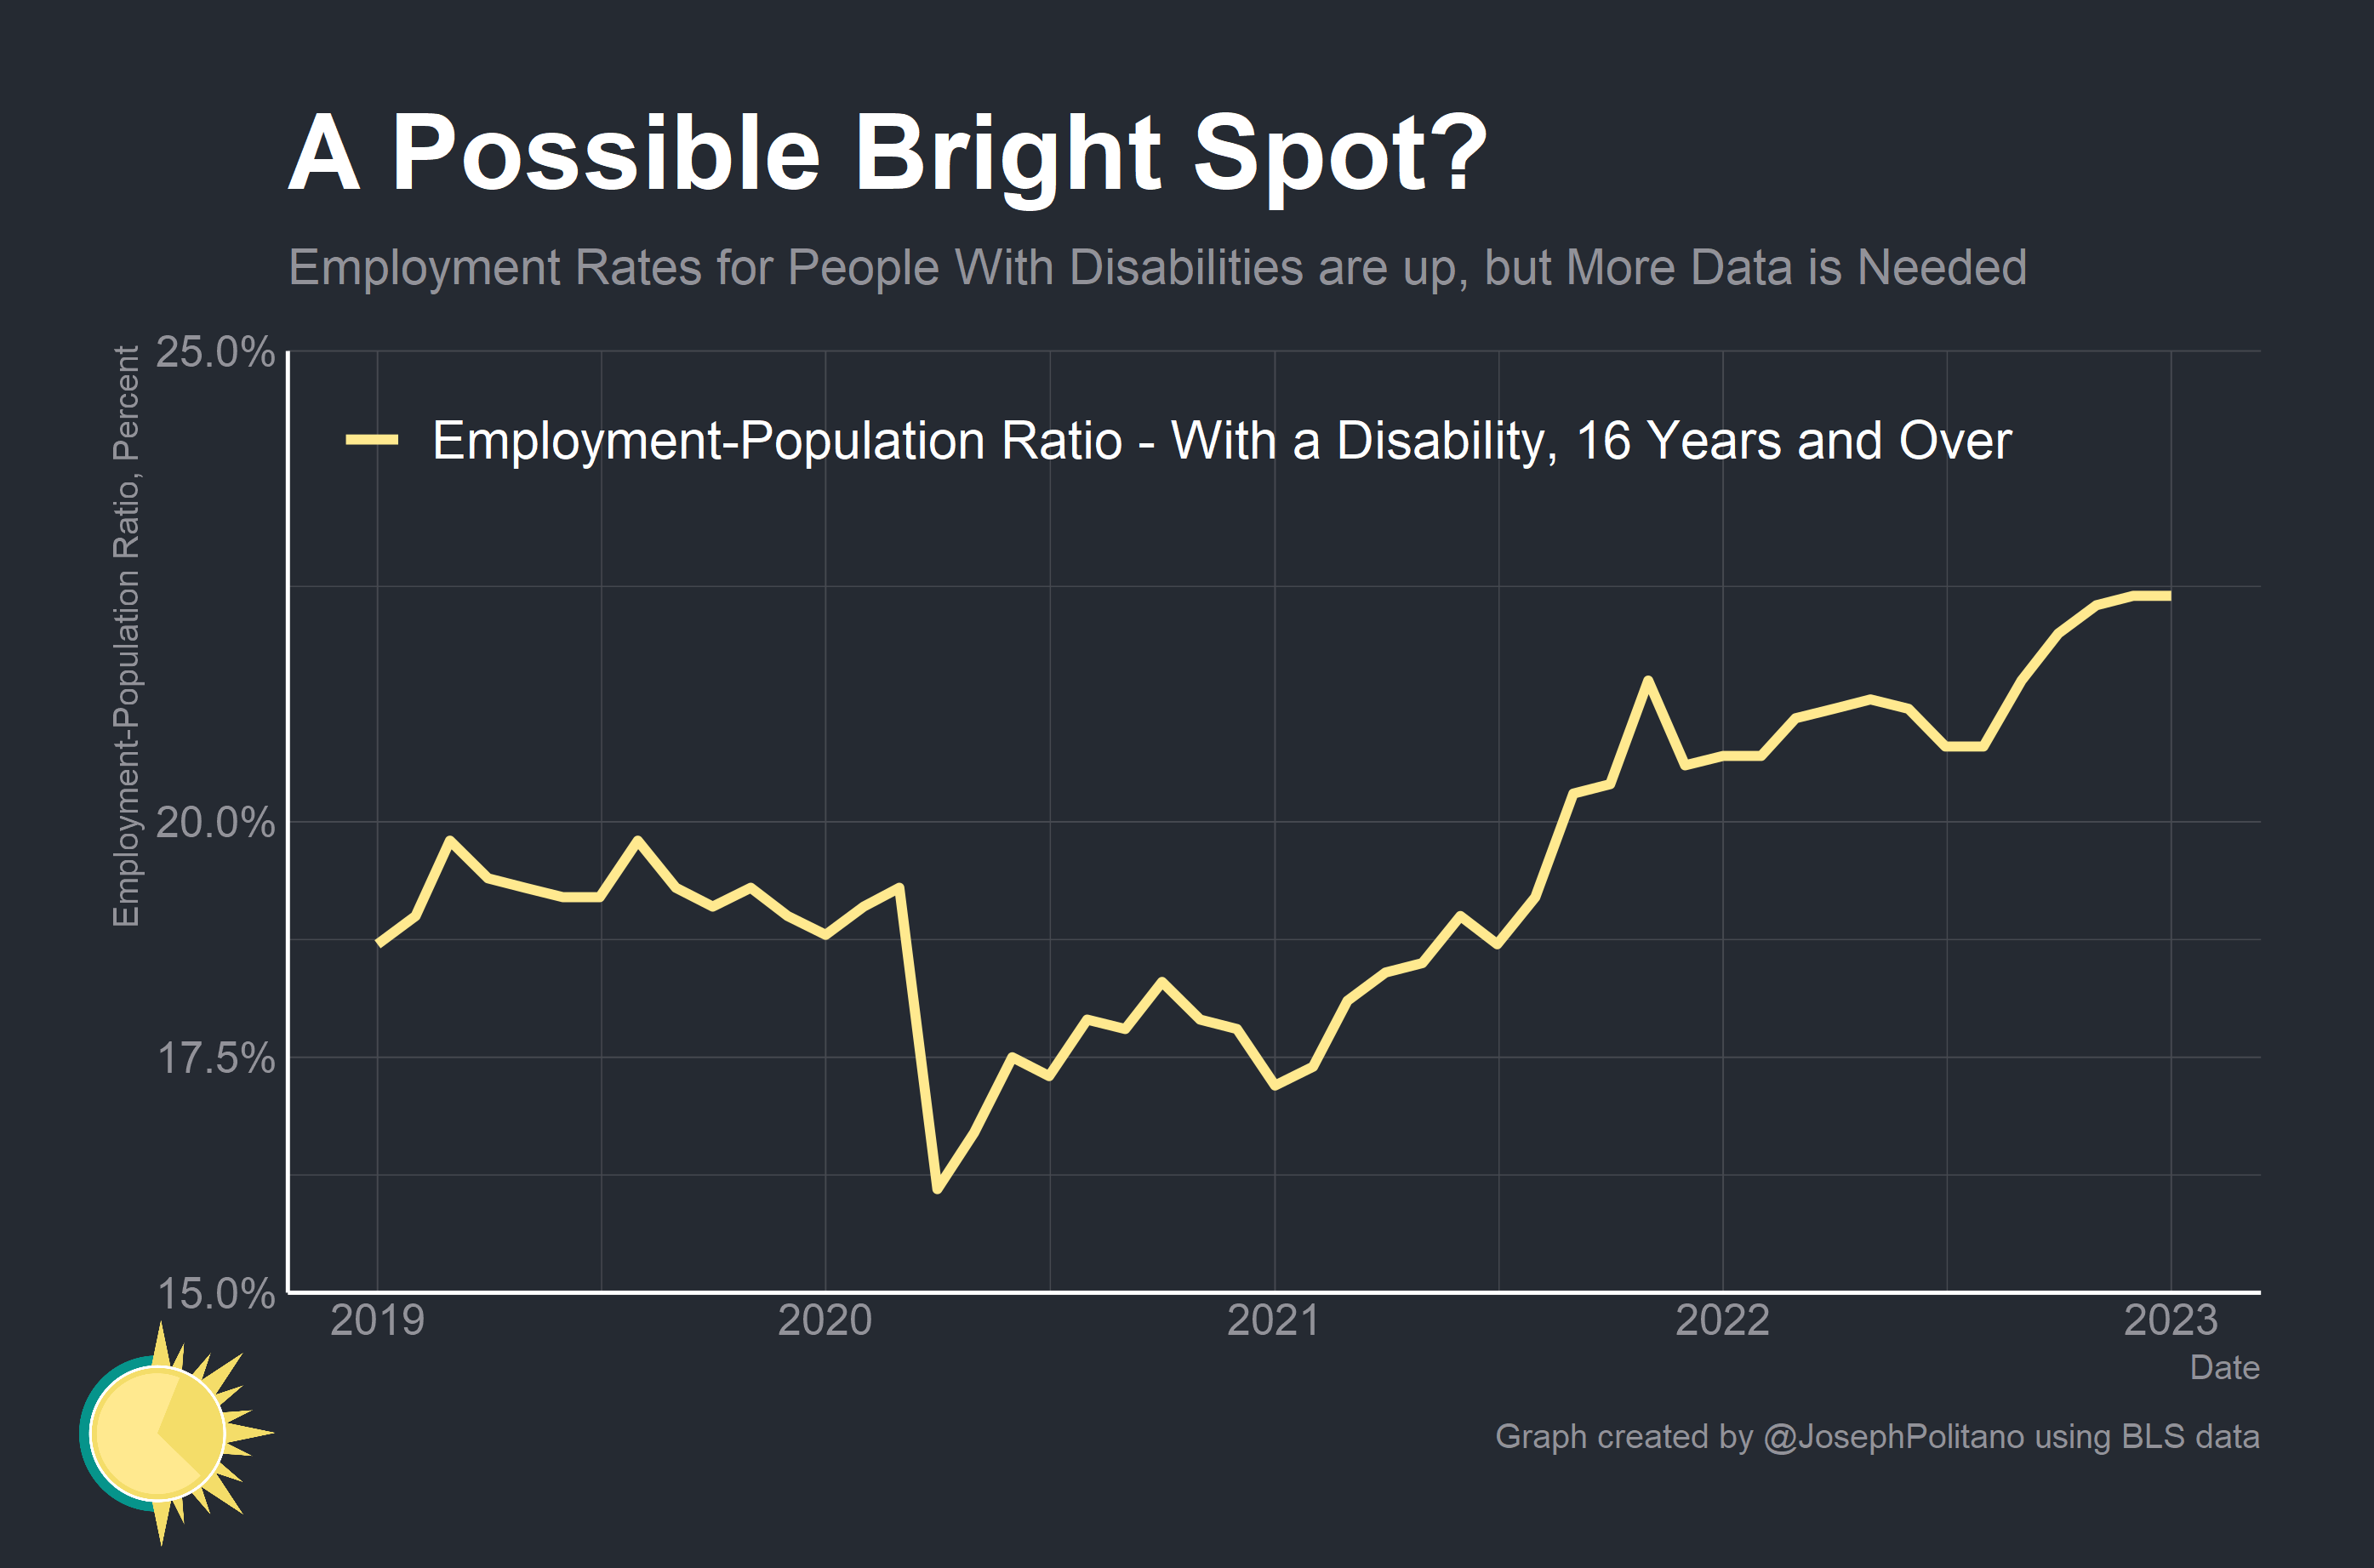 A Possible Bright Spot?
Employment Rates for People With Disabilities are up, but More Data is Needed
Employment-Population Ratio, Percent
25.0%
Employment-Population Ratio - With a Disability, 16 Years and Over
20.0%
17.5%
15.0%
2019 2020 2021 2022 2023
Date
Graph created by @JosephPolitano using BLS data